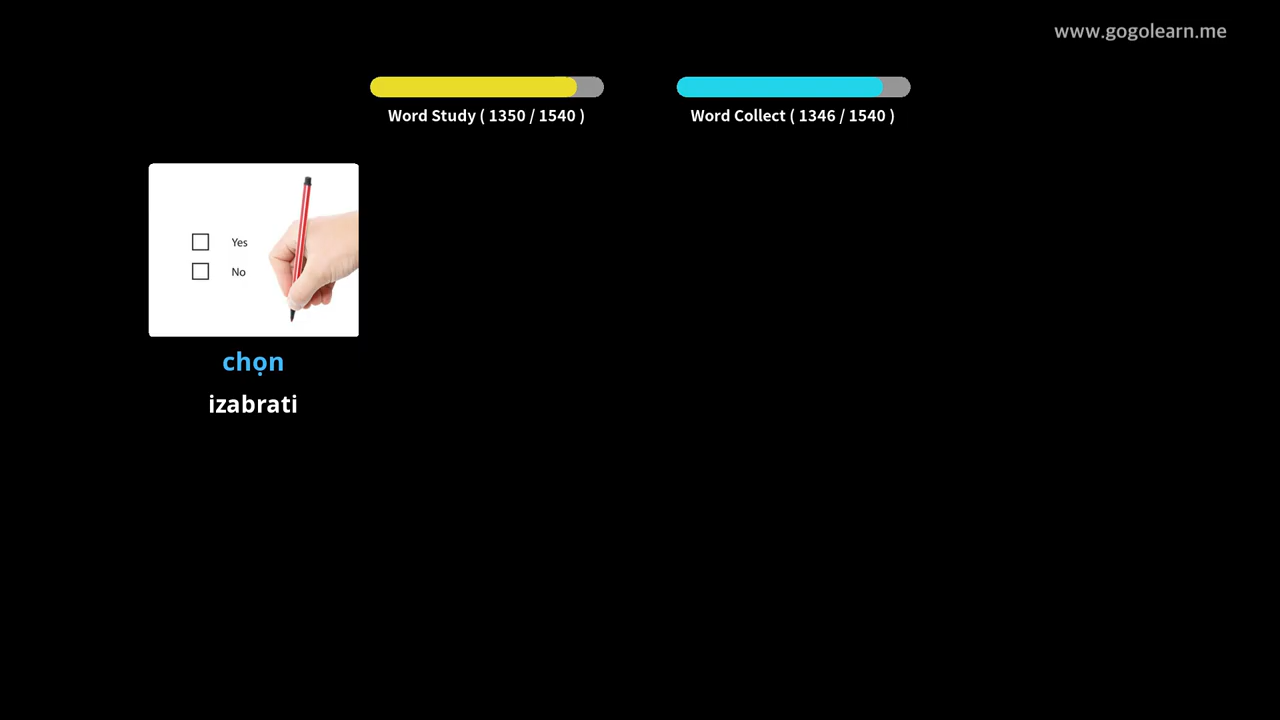 www.gogolearn.me
Word Study ( 1350 / 1540 )
Word Collect ( 1346 / 1540 )
Yes
No
chọn
izabrati